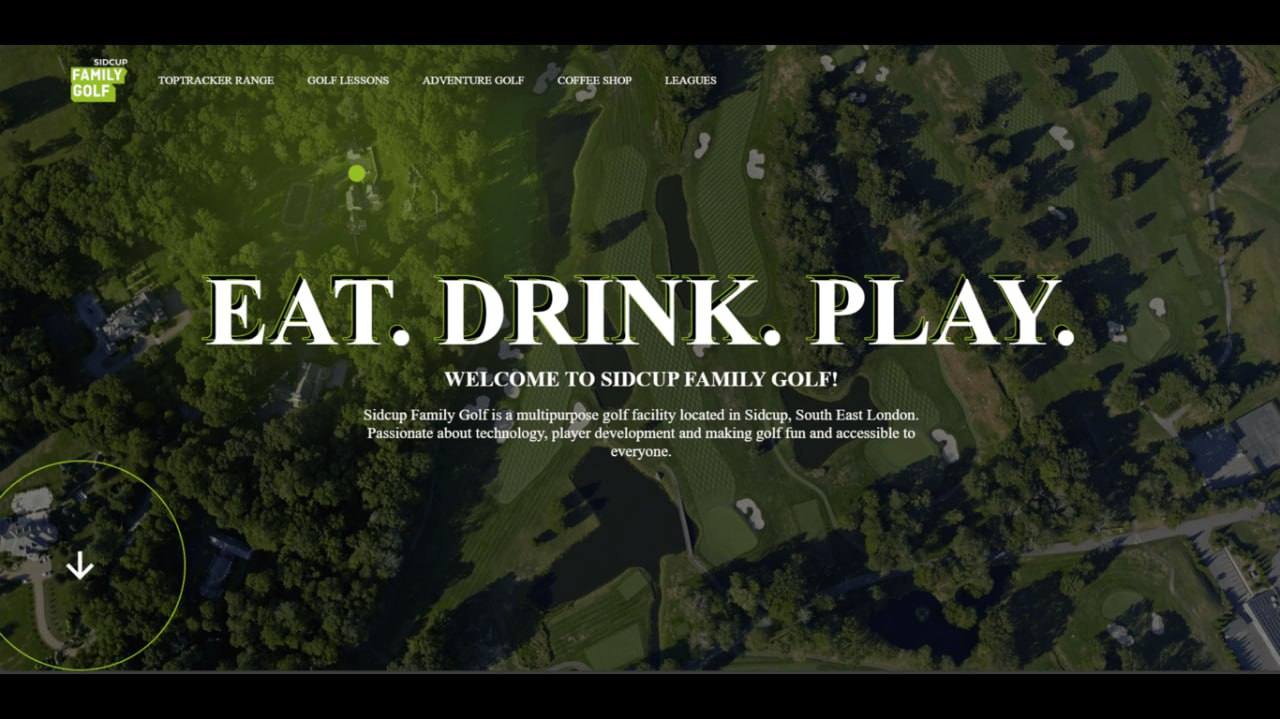 SIDCUP
FAMILY
GOLF
TOPTRACKER RANGE GOLF LESSONS ADVENTURE GOLF COFFEE SHOP LEAGUES
EAT. DRINK. PLAY.
WELCOME TO SIDCUP FAMILY GOLF!
Sidcup Family Golf is a multipurpose golf facility located in Sidcup, South East London.
Passionate about technology, player development and making golf fun and accessible to
everyone.